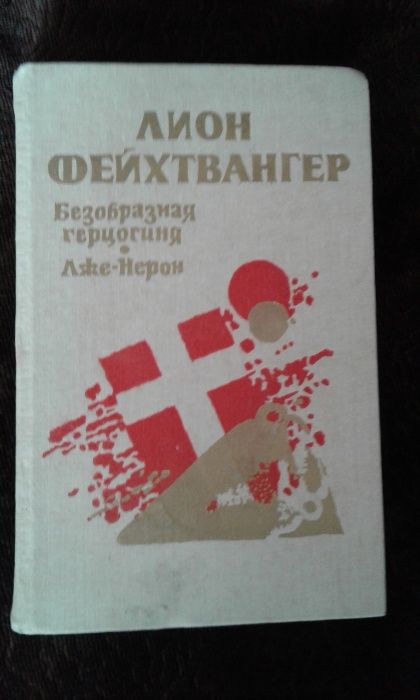 ЛИОН
ФЕЙХТВАНГЕР
Безобразная
герцогиня
Лже-Нерон